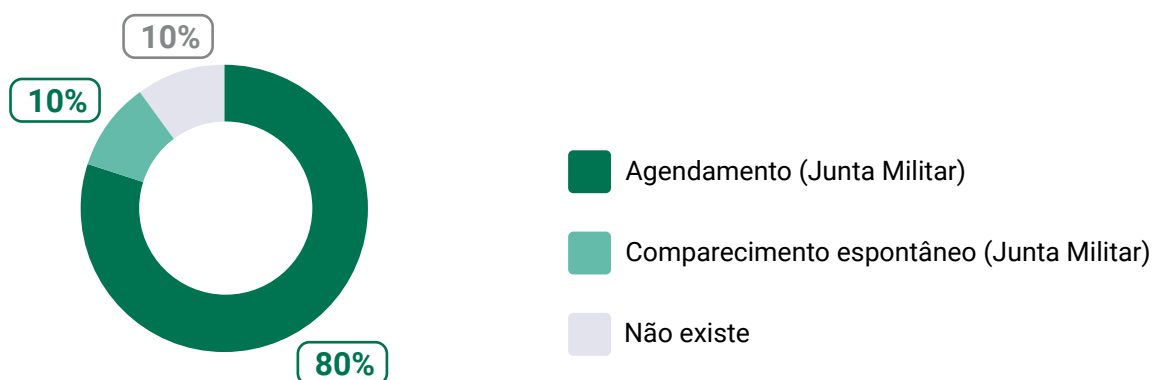 10%
10%
80%
Agendamento (Junta Militar)
Comparecimento espontâneo (Junta Militar)
Não existe